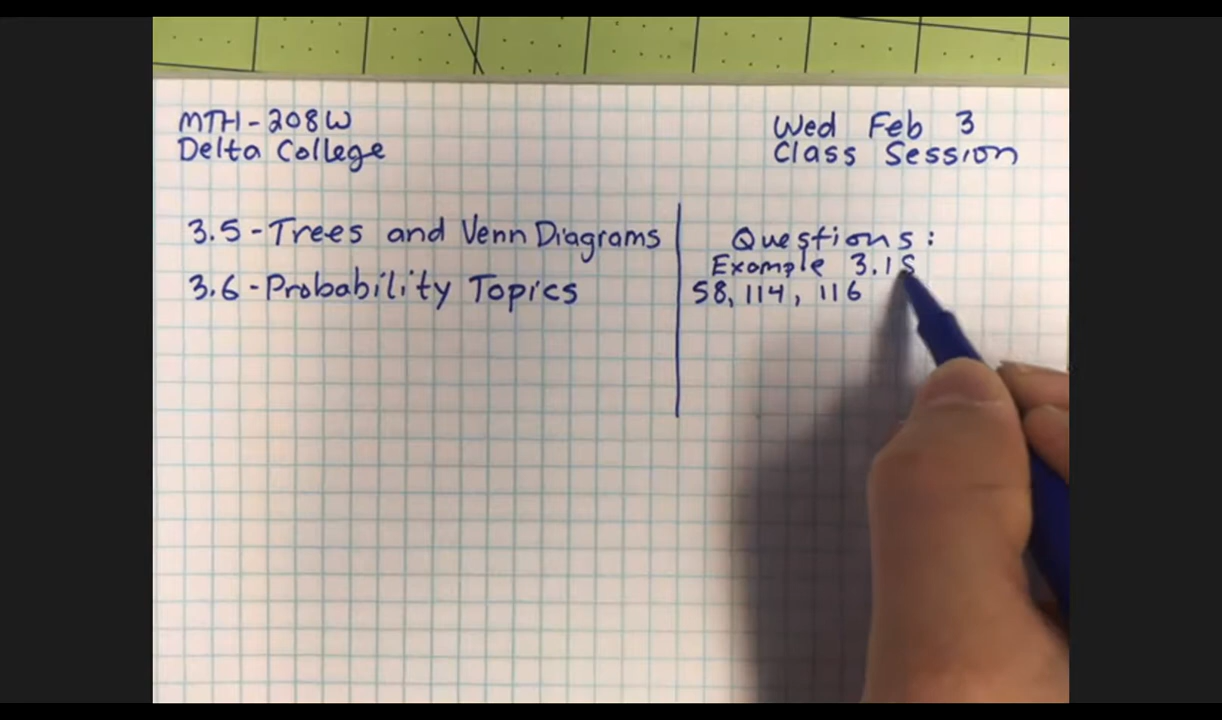 MTH-208W
Delta College
Wed Feb 3
Class Session
3.5-Trees and Venn Diagrams
3.6-Probability Topics
Questions:
Example 3.15
58, 114, 116